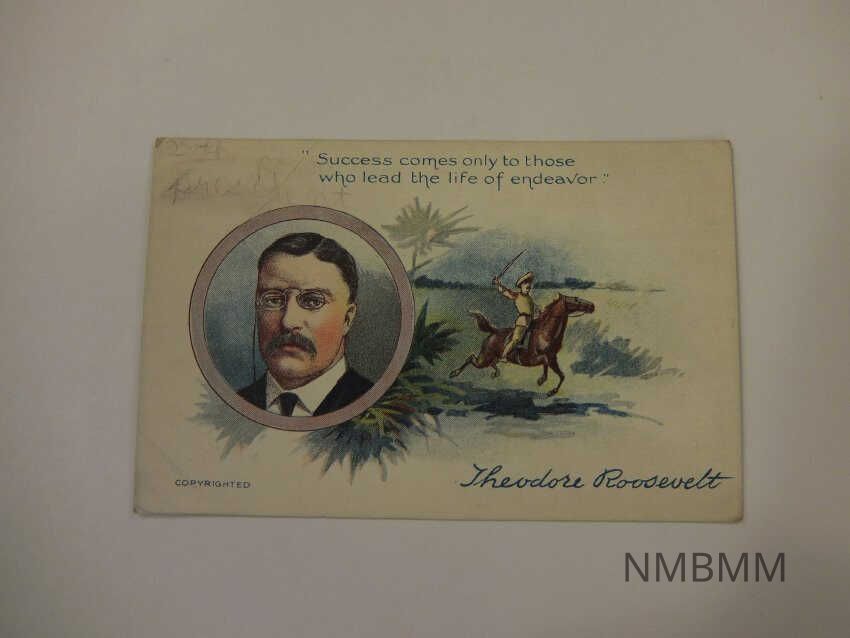 "Success comes only to those
who lead the life of endeavor."
COPYRIGHTED
Theodore Roosevelt
NMBMM